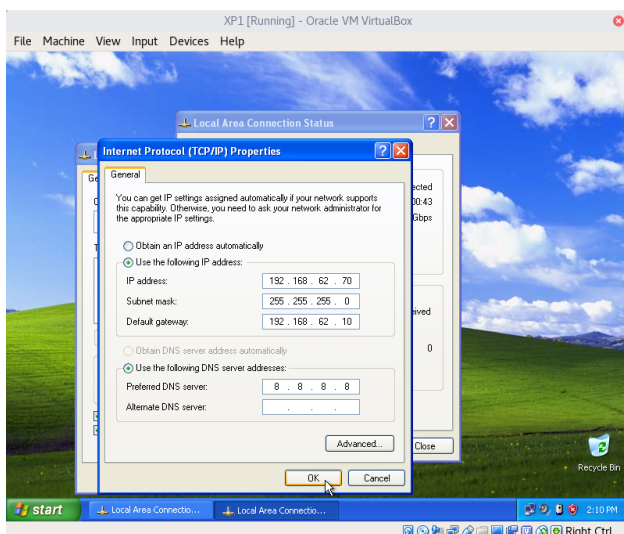 XP1 [Running] - Oracle VM VirtualBox
File Machine View Input Devices Help
Local Area Connection Status
Internet Protocol (TCP/IP) Properties
General
You can get IP settings assigned automatically if your network supports
this capability. Otherwise, you need to ask your network administrator for
the appropriate IP settings.
Obtain an IP address automatically
Use the following IP address:
IP address: 192 . 168 . 62 . 70
Subnet mask: 255 . 255 . 255 . 0
Default gateway: 192 . 168 . 62 . 10
Obtain DNS server address automatically
Use the following DNS server addresses:
Preferred DNS server: 8 . 8 . 8 . 8
Alternate DNS server: . . .
Advanced...
OK Cancel
Ge
ected
00:43
Gbps
eived
0
Close
Recycle Bin
start Local Area Connectio... Local Area Connectio... 2:10 PM
Right Ctrl